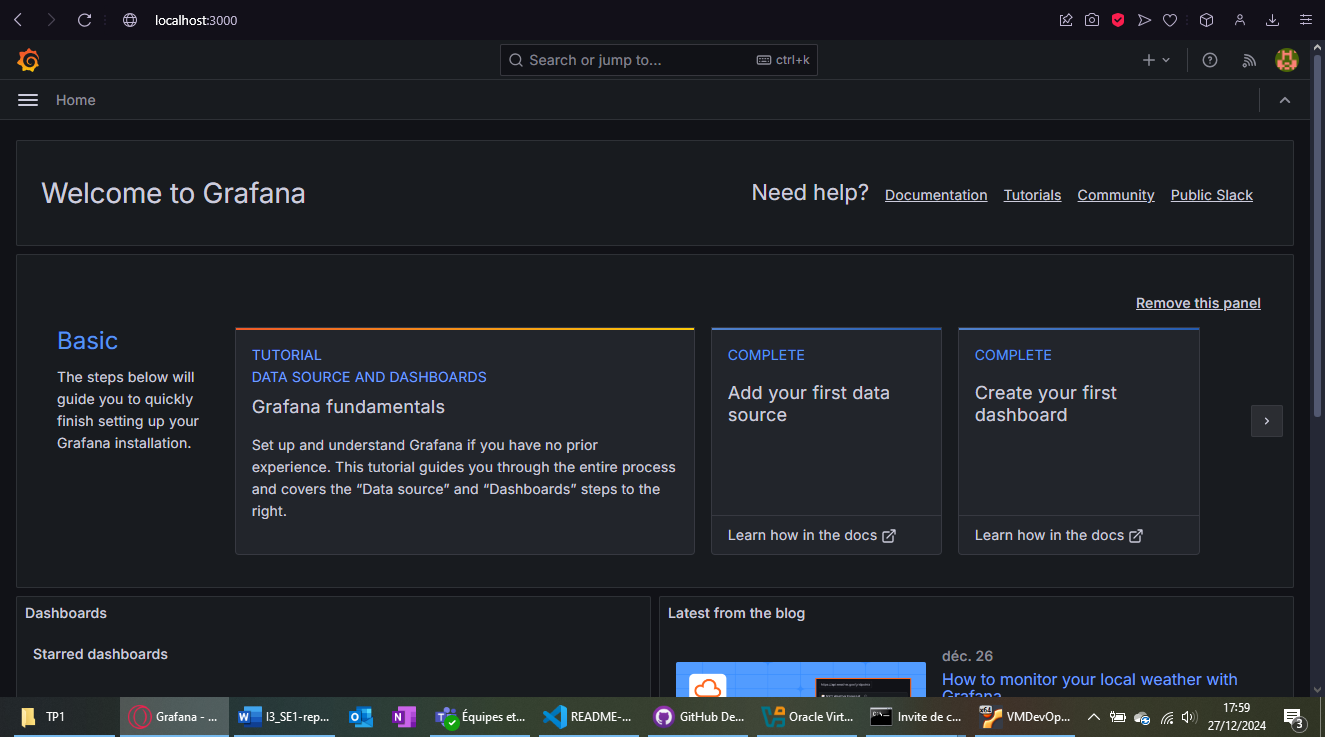 localhost:3000
Search or jump to...
ctrl+k
Home
Welcome to Grafana
Need help?
Documentation
Tutorials
Community
Public Slack
Remove this panel
Basic
The steps below will
guide you to quickly
finish setting up your
Grafana installation.
TUTORIAL
DATA SOURCE AND DASHBOARDS
Grafana fundamentals
Set up and understand Grafana if you have no prior
experience. This tutorial guides you through the entire process
and covers the “Data source” and “Dashboards” steps to the
right.
COMPLETE
Add your first data
source
Learn how in the docs
COMPLETE
Create your first
dashboard
Learn how in the docs
Dashboards
Starred dashboards
Latest from the blog
déc. 26
How to monitor your local weather with
Grafana
TP1
Grafana - ...
I3_SE1-rep...
Équipes et...
README-...
GitHub De...
Oracle Virt...
Invite de c...
x64
VMDevOp...
17:59
27/12/2024
3